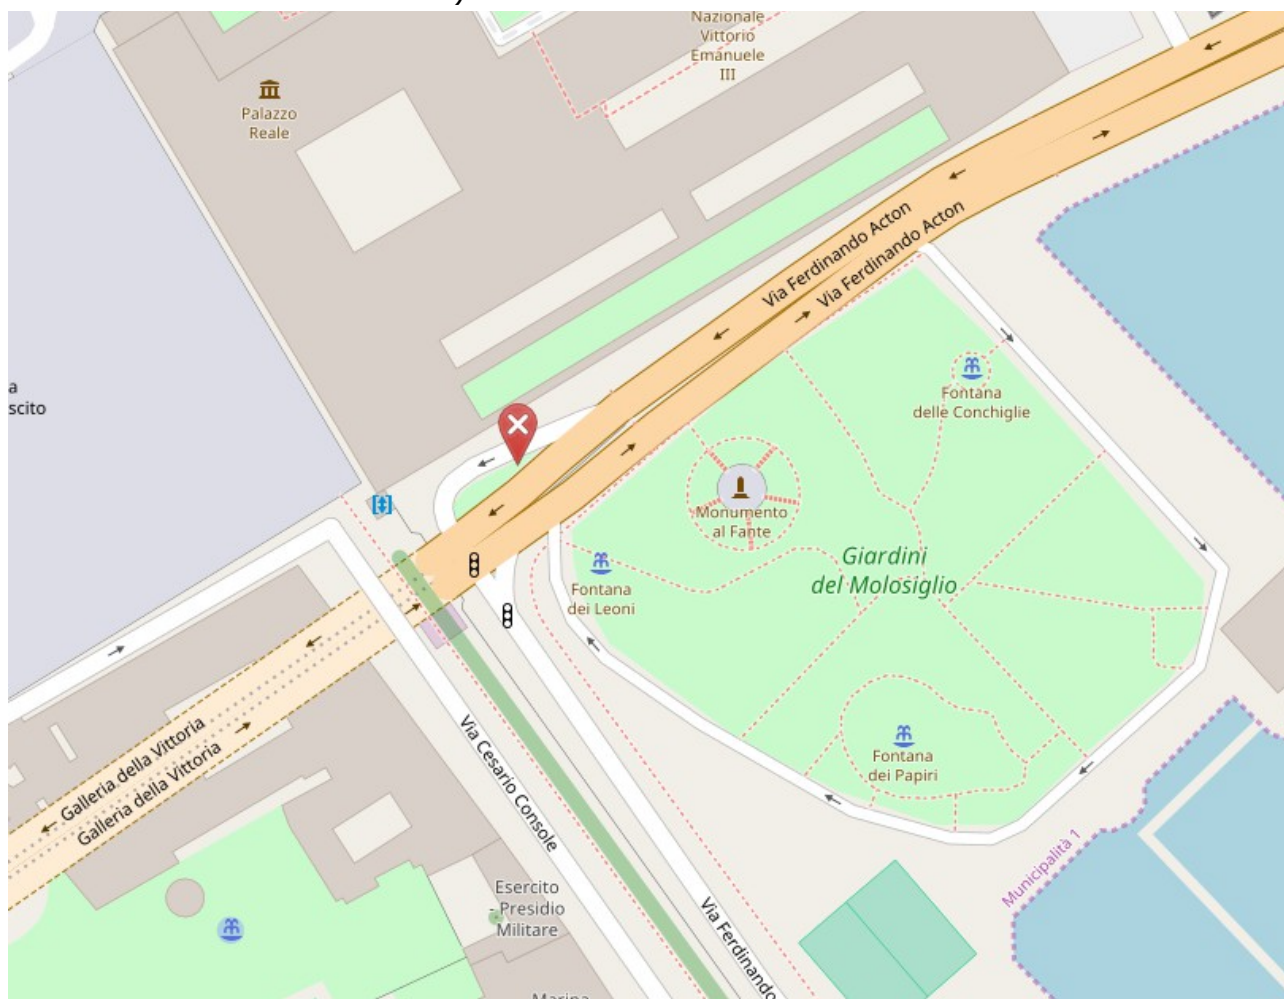 Nazionale
Vittorio
Emanuele
III
Palazzo
Reale
Via Ferdinando Acton
Via Ferdinando Acton
a
scito
Fontana
delle Conchiglie
Monumento
al Fante
Giardini
del Molosiglio
Fontana
dei Leoni
Galleria della Vittoria
Galleria della Vittoria
Via Cesario Console
Fontana
dei Papiri
Municipalità 1
Esercito
- Presidio
Militare
Via Ferdinando
Marina